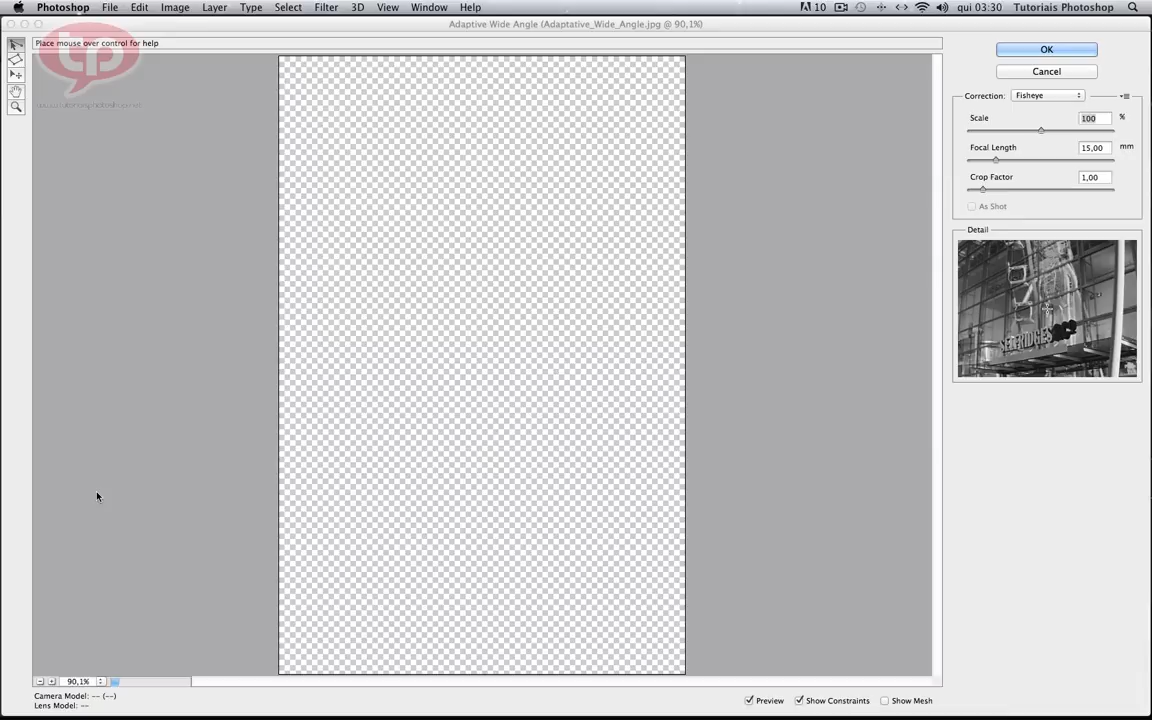 Photoshop File Edit Image Layer Type Select Filter 3D View Window Help 10 qui 03:30 Tutoriais Photoshop
Adaptive Wide Angle (Adaptative_Wide_Angle.jpg @ 90,1%)
Place mouse over control for help
tp
OK
Cancel
Correction: Fisheye
Scale 100 %
Focal Length 15,00 mm
Crop Factor 1,00
As Shot
Detail
SELFRIDGES
90,1%
Camera Model: -- (--)
Lens Model: --
Preview Show Constraints Show Mesh